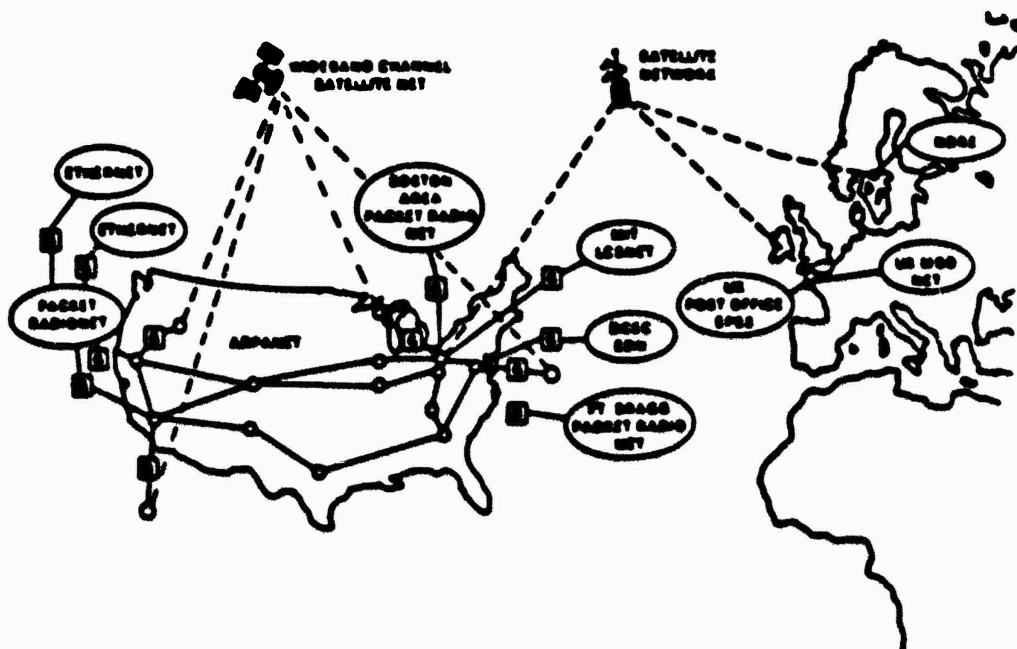 WIDEBAND CHANNEL
SATELLITE NET
SATELLITE
NETWORK
ETHERNET
ETHERNET
BOSTON
AREA
PACKET RADIO
NET
NDRE
MIT
LCSNET
UK MOD
NET
UK
POST OFFICE
EPSS
PACKET
RADIONET
ARPANET
G
G
G
DCEC
EDN
FT BRAGG
PACKET RADIO
NET